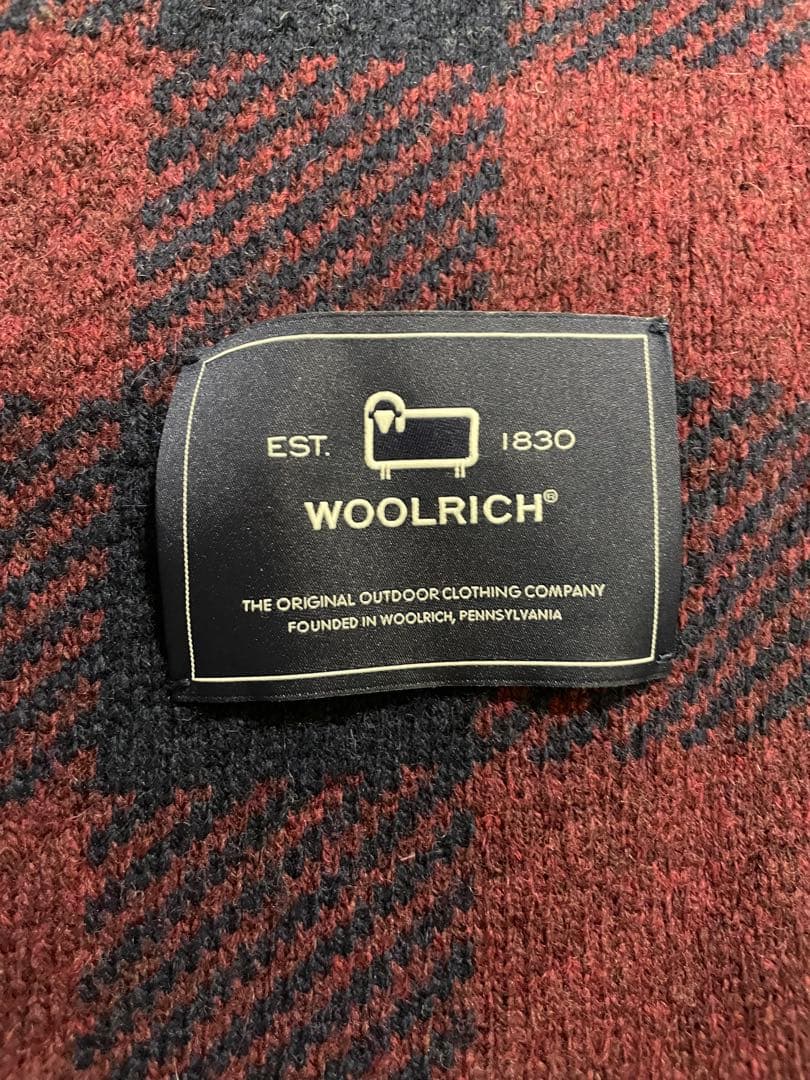 EST. 1830
WOOLRICH®
THE ORIGINAL OUTDOOR CLOTHING COMPANY
FOUNDED IN WOOLRICH, PENNSYLVANIA